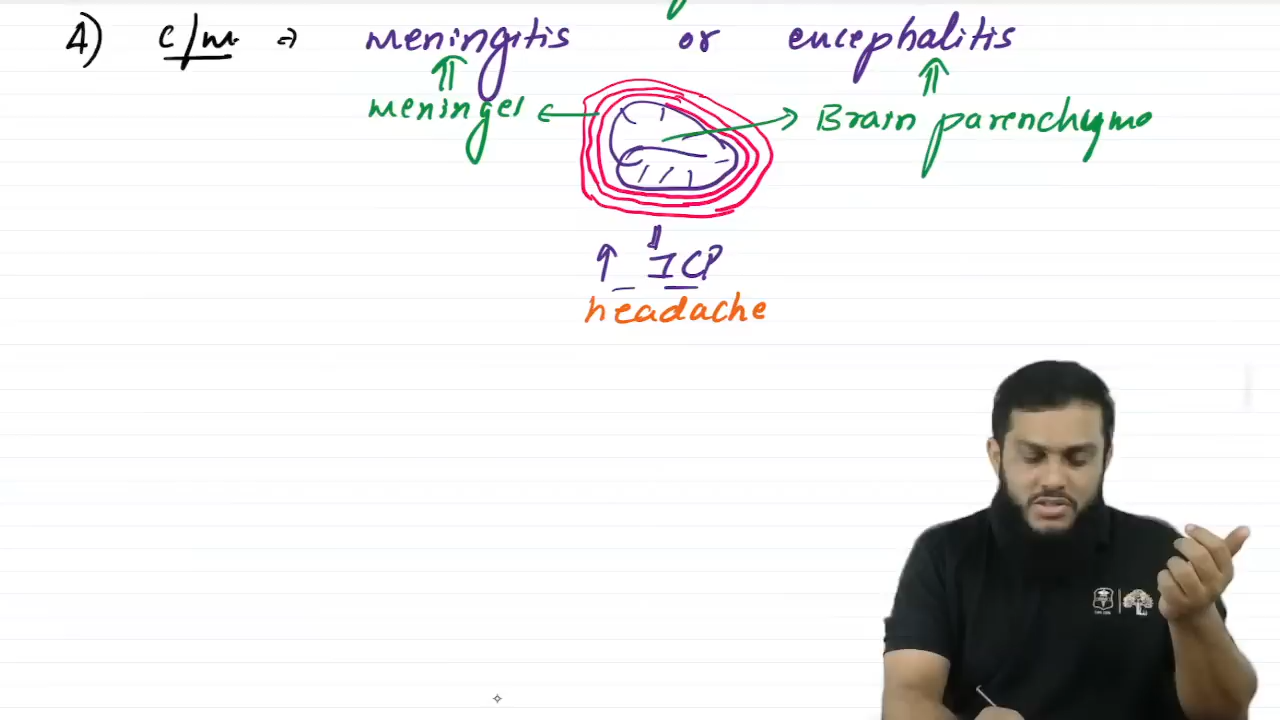 4) c/m ⇒ meningitis or encephalitis
meninges Brain parenchyma
↑ ICP
headache